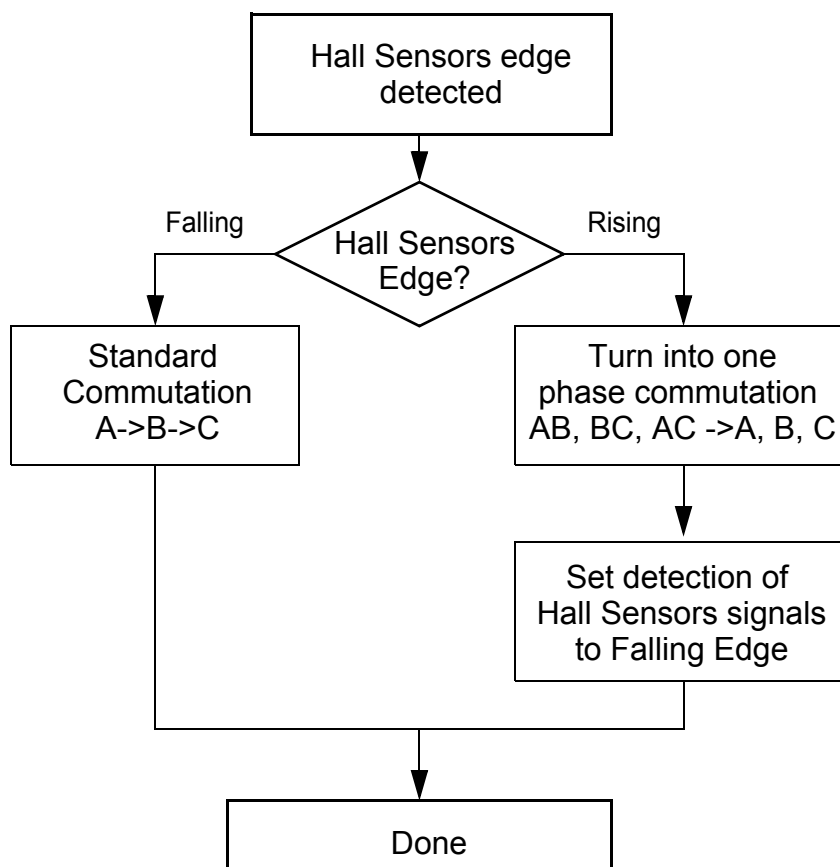 Hall Sensors edge
detected
Falling
Rising
Hall Sensors
Edge?
Standard
Commutation
A->B->C
Turn into one
phase commutation
AB, BC, AC ->A, B, C
Set detection of
Hall Sensors signals
to Falling Edge
Done